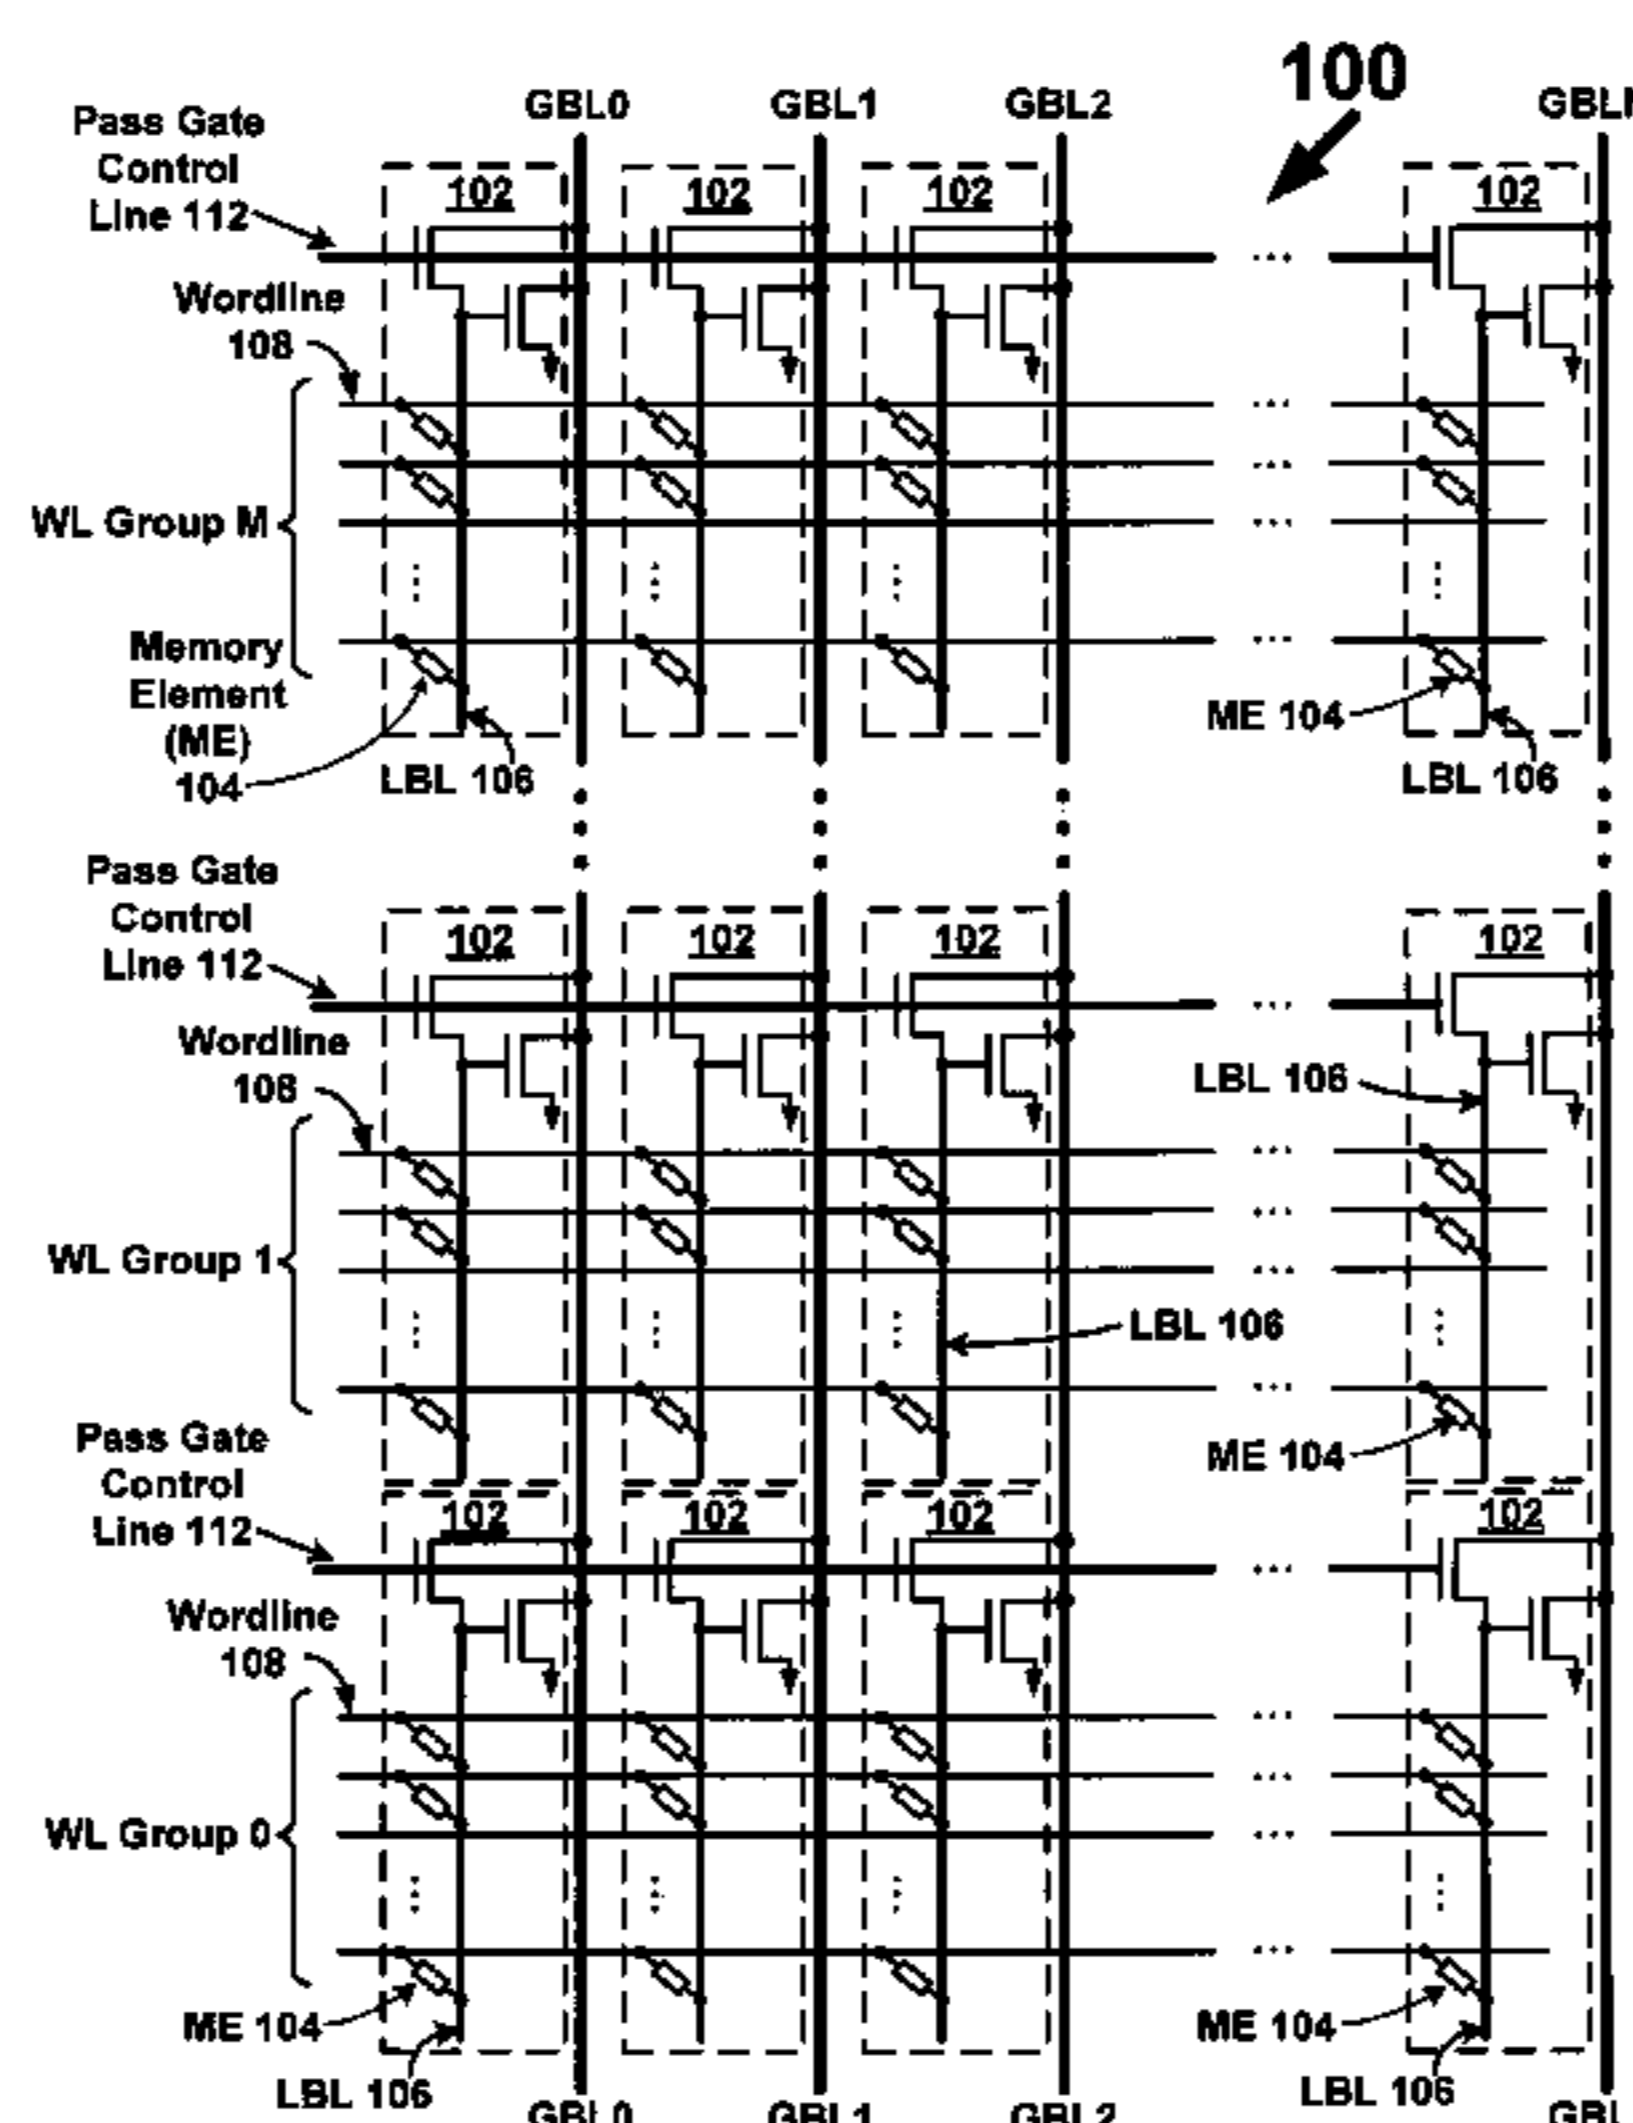 100
GBL0 GBL1 GBL2
Pass Gate
Control
Line 112
102 102 102 102
Wordline
108
WL Group M
Memory
Element
(ME)
104
LBL 106
ME 104
LBL 106
Pass Gate
Control
Line 112
102 102 102 102
Wordline
108
LBL 106
WL Group 1
LBL 106
Pass Gate
Control
Line 112
ME 104
102 102 102 102
Wordline
108
WL Group 0
ME 104
LBL 106
ME 104
LBL 106
GBL0 GBL1 GBL2